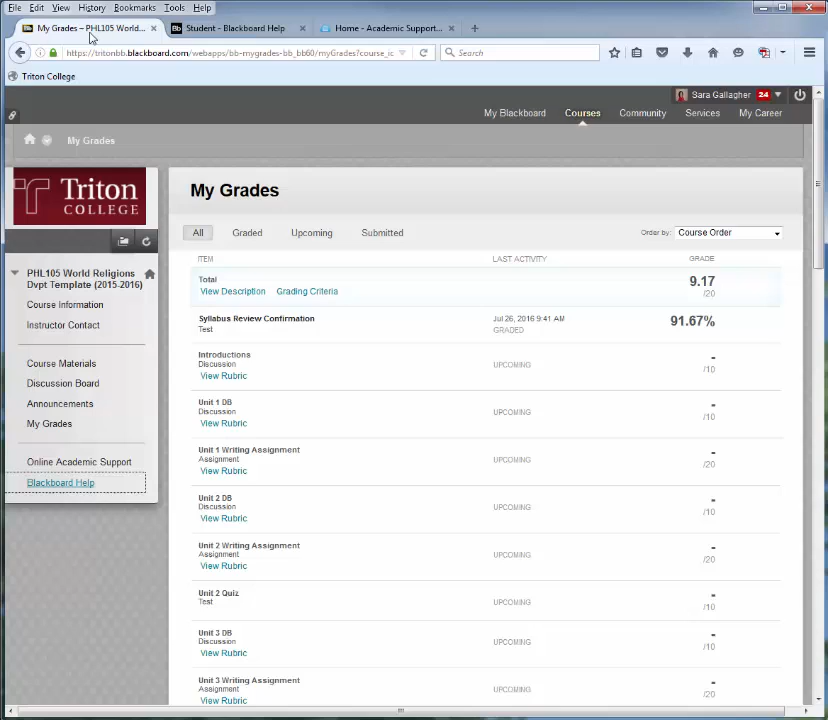 File Edit View History Bookmarks Tools Help
My Grades – PHL105 World... × Student - Blackboard Help × Home - Academic Support... × +
https://tritonbb.blackboard.com/webapps/bb-mygrades-bb_bb60/myGrades?course_ic Search
Triton College
Sara Gallagher 24
My Blackboard Courses Community Services My Career
My Grades
Triton
COLLEGE
PHL105 World Religions
Dvpt Template (2015-2016)
Course Information
Instructor Contact
Course Materials
Discussion Board
Announcements
My Grades
Online Academic Support
Blackboard Help
My Grades
All Graded Upcoming Submitted Order by: Course Order
ITEM LAST ACTIVITY GRADE
Total 9.17
View Description Grading Criteria /20
Syllabus Review Confirmation Jul 26, 2016 9:41 AM 91.67%
Test GRADED
Introductions -
Discussion UPCOMING /10
View Rubric
Unit 1 DB -
Discussion UPCOMING /10
View Rubric
Unit 1 Writing Assignment -
Assignment UPCOMING /20
View Rubric
Unit 2 DB -
Discussion UPCOMING /10
View Rubric
Unit 2 Writing Assignment -
Assignment UPCOMING /20
View Rubric
Unit 2 Quiz -
Test UPCOMING /10
Unit 3 DB -
Discussion UPCOMING /10
View Rubric
Unit 3 Writing Assignment -
Assignment UPCOMING /20
View Rubric